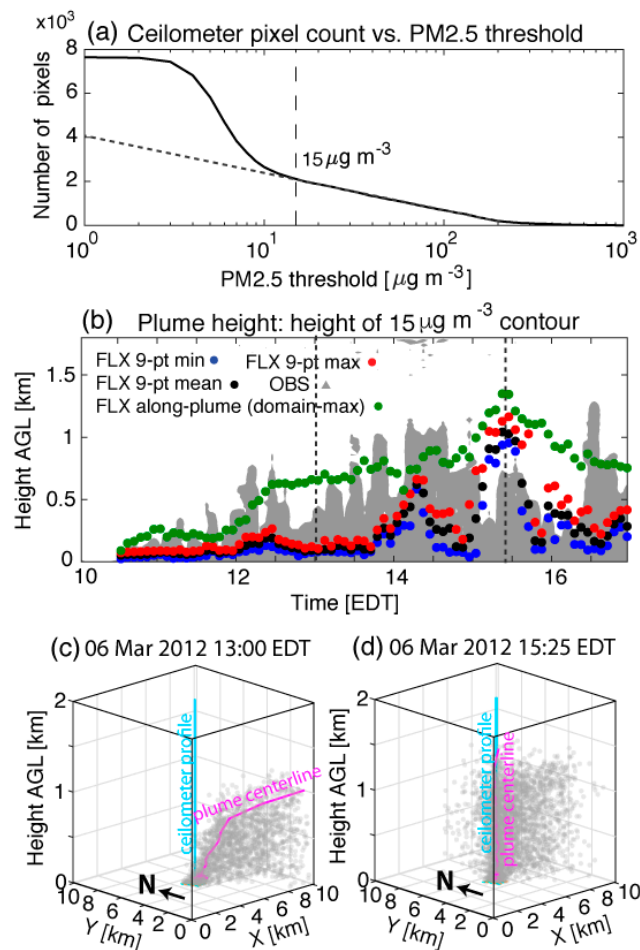 (a) Ceilometer pixel count vs. PM2.5 threshold
×10³
8
6
4
2
0
Number of pixels
15 μg m⁻³
10⁰ 10¹ 10² 10³
PM2.5 threshold [μg m⁻³]
(b) Plume height: height of 15 μg m⁻³ contour
FLX 9-pt min FLX 9-pt max
FLX 9-pt mean OBS
FLX along-plume (domain-max)
1.5
1
0.5
0
Height AGL [km]
10 12 14 16
Time [EDT]
(c) 06 Mar 2012 13:00 EDT
2
1
0
Height AGL [km]
ceilometer profile
plume centerline
N
10 8 6 4 2 0
Y [km]
0 2 4 6 8 10
X [km]
(d) 06 Mar 2012 15:25 EDT
2
1
0
Height AGL [km]
ceilometer profile
plume centerline
N
10 8 6 4 2 0
Y [km]
0 2 4 6 8 10
X [km]